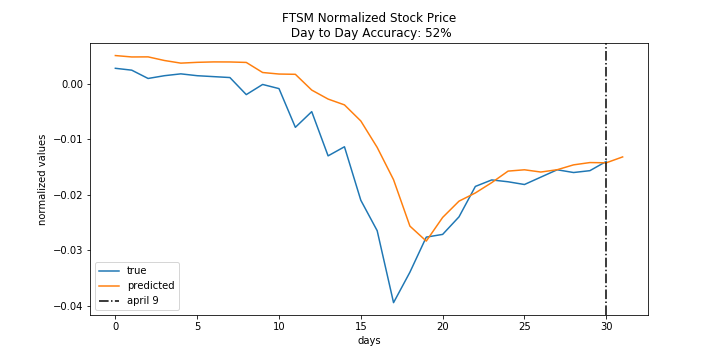 FTSM Normalized Stock Price
Day to Day Accuracy: 52%
normalized values
0.00
−0.01
−0.02
−0.03
−0.04
true
predicted
april 9
0 5 10 15 20 25 30
days